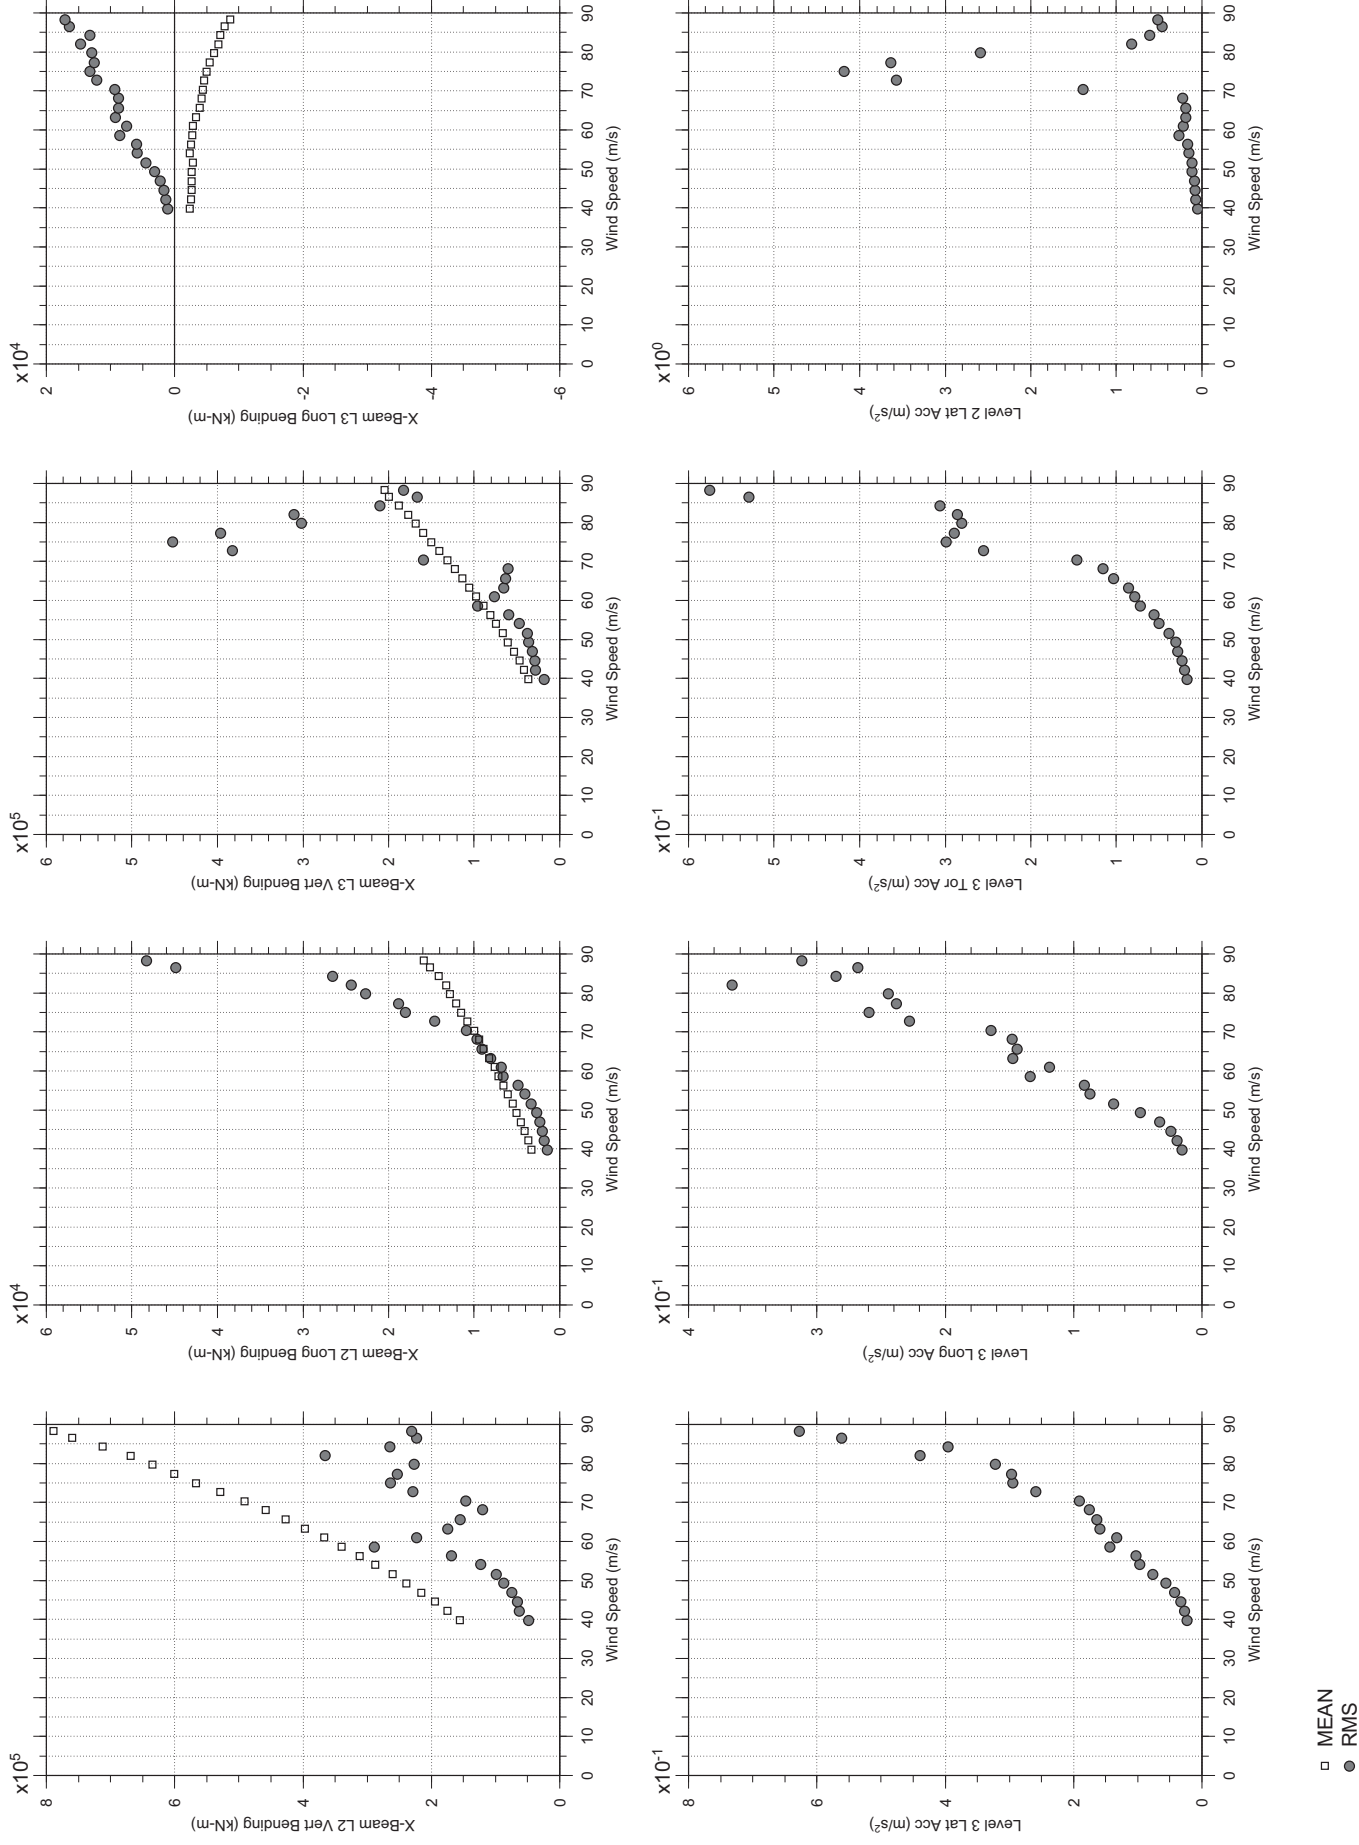 x10⁵
8
6
4
2
0
X-Beam L2 Vert Bending (kN-m)
0 10 20 30 40 50 60 70 80 90
Wind Speed (m/s)
x10⁴
6
5
4
3
2
1
0
X-Beam L2 Long Bending (kN-m)
0 10 20 30 40 50 60 70 80 90
Wind Speed (m/s)
x10⁵
6
5
4
3
2
1
0
X-Beam L3 Vert Bending (kN-m)
0 10 20 30 40 50 60 70 80 90
Wind Speed (m/s)
x10⁴
2
0
-2
-4
-6
X-Beam L3 Long Bending (kN-m)
0 10 20 30 40 50 60 70 80 90
Wind Speed (m/s)
x10⁻¹
8
6
4
2
0
Level 3 Lat Acc (m/s²)
0 10 20 30 40 50 60 70 80 90
Wind Speed (m/s)
x10⁻¹
4
3
2
1
0
Level 3 Long Acc (m/s²)
0 10 20 30 40 50 60 70 80 90
Wind Speed (m/s)
x10⁻¹
6
5
4
3
2
1
0
Level 3 Tor Acc (m/s²)
0 10 20 30 40 50 60 70 80 90
Wind Speed (m/s)
x10⁰
6
5
4
3
2
1
0
Level 2 Lat Acc (m/s²)
0 10 20 30 40 50 60 70 80 90
Wind Speed (m/s)
MEAN
RMS